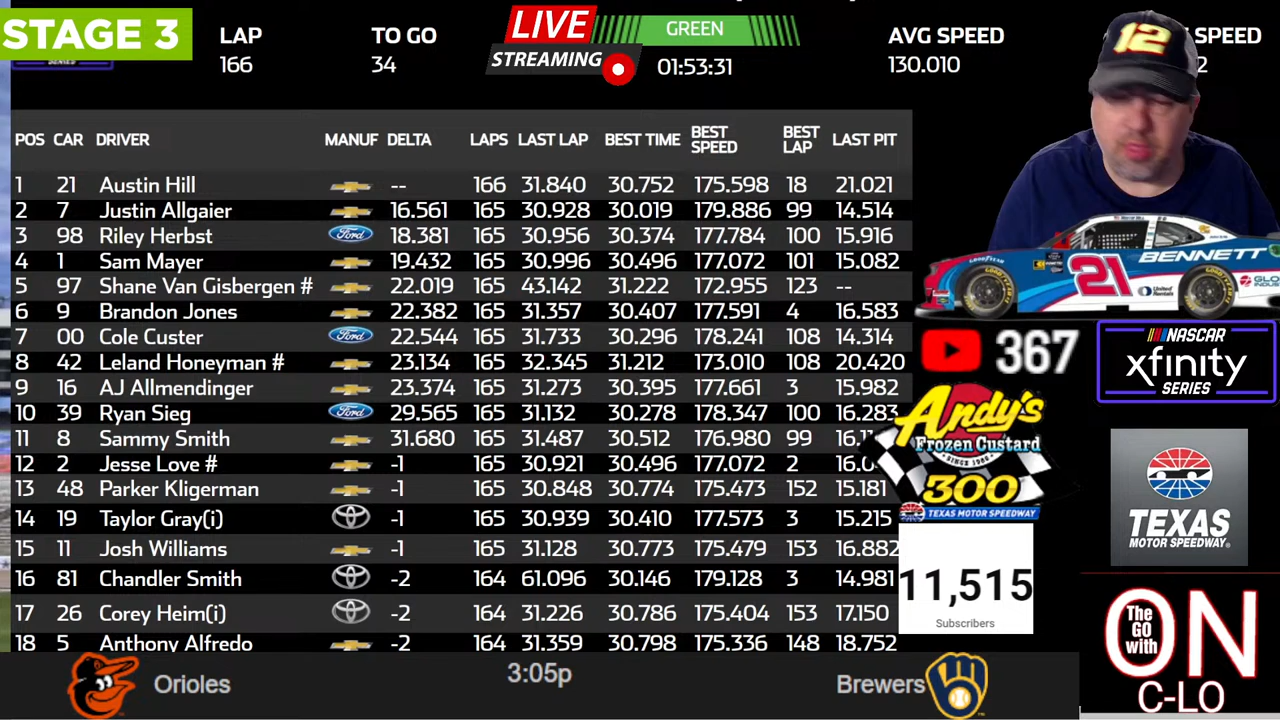 STAGE 3
LAP
166
TO GO
34
LIVE
STREAMING
GREEN
01:53:31
AVG SPEED
130.010
SPEED
2
12
SERIES
POS CAR DRIVER MANUF DELTA LAPS LAST LAP BEST TIME BEST SPEED BEST LAP LAST PIT
1 21 Austin Hill -- 166 31.840 30.752 175.598 18 21.021
2 7 Justin Allgaier 16.561 165 30.928 30.019 179.886 99 14.514
3 98 Riley Herbst Ford 18.381 165 30.956 30.374 177.784 100 15.916
4 1 Sam Mayer 19.432 165 30.996 30.496 177.072 101 15.082
5 97 Shane Van Gisbergen # 22.019 165 43.142 31.222 172.955 123 --
6 9 Brandon Jones 22.382 165 31.357 30.407 177.591 4 16.583
7 00 Cole Custer Ford 22.544 165 31.733 30.296 178.241 108 14.314
8 42 Leland Honeyman # 23.134 165 32.345 31.212 173.010 108 20.420
9 16 AJ Allmendinger 23.374 165 31.273 30.395 177.661 3 15.982
10 39 Ryan Sieg Ford 29.565 165 31.132 30.278 178.347 100 16.283
11 8 Sammy Smith 31.680 165 31.487 30.512 176.980 99 16.1
12 2 Jesse Love # -1 165 30.921 30.496 177.072 2 16.0
13 48 Parker Kligerman -1 165 30.848 30.774 175.473 152 15.181
14 19 Taylor Gray(i) -1 165 30.939 30.410 177.573 3 15.215
15 11 Josh Williams -1 165 31.128 30.773 175.479 153 16.882
16 81 Chandler Smith -2 164 61.096 30.146 179.128 3 14.981
17 26 Corey Heim(i) -2 164 31.226 30.786 175.404 153 17.150
18 5 Anthony Alfredo -2 164 31.359 30.798 175.336 148 18.752
BENNETT
21
GOODYEAR
United Rentals
367
NASCAR
xfinity
SERIES
Andy's
Frozen Custard
SINCE 1986
300
TEXAS MOTOR SPEEDWAY
TEXAS
MOTOR SPEEDWAY
11,515
Subscribers
The GO with
ON
C-LO
Orioles
3:05p
Brewers